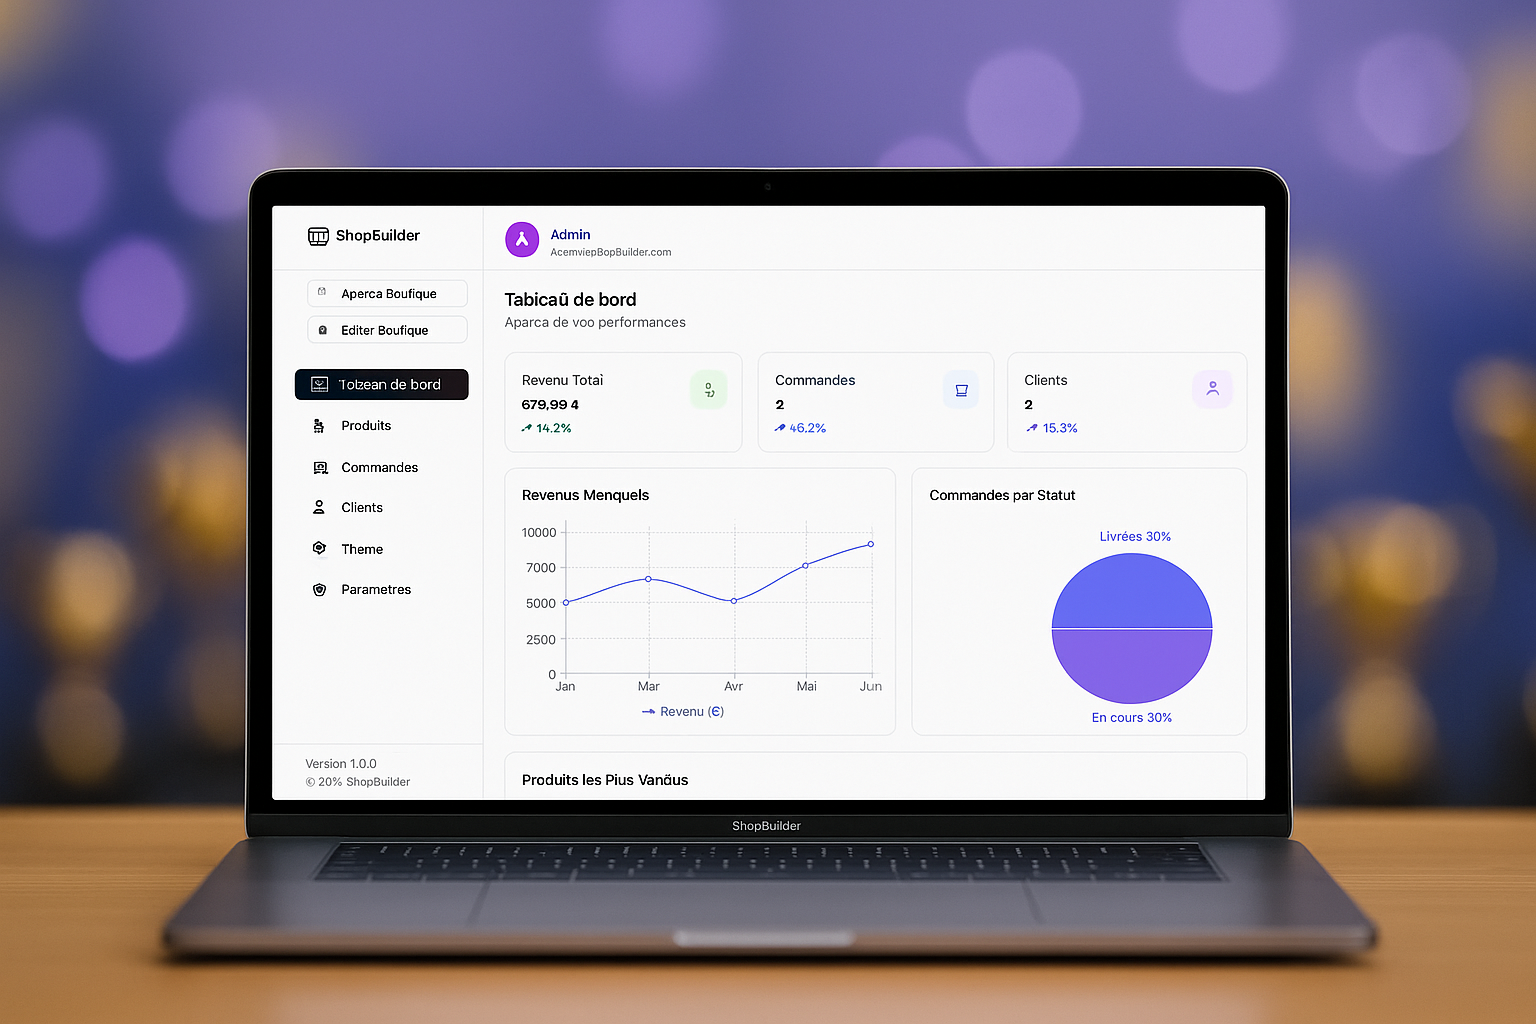 ShopBuilder
Admin
AcemviepBopBuilder.com
Aperca Boufique
Editer Boufique
Tolzean de bord
Produits
Commandes
Clients
Theme
Parametres
Version 1.0.0
© 20% ShopBuilder
Tabicaũ de bord
Aparca de voo performances
Revenu Totaì
679,99 4
14.2%
Commandes
2
46.2%
Clients
2
15.3%
Revenus Menquels
10000
7000
5000
2500
0
Jan Mar Avr Mai Jun
Revenu (€)
Commandes par Statut
Livrées 30%
En cours 30%
Produits les Pius Vanãus
ShopBuilder